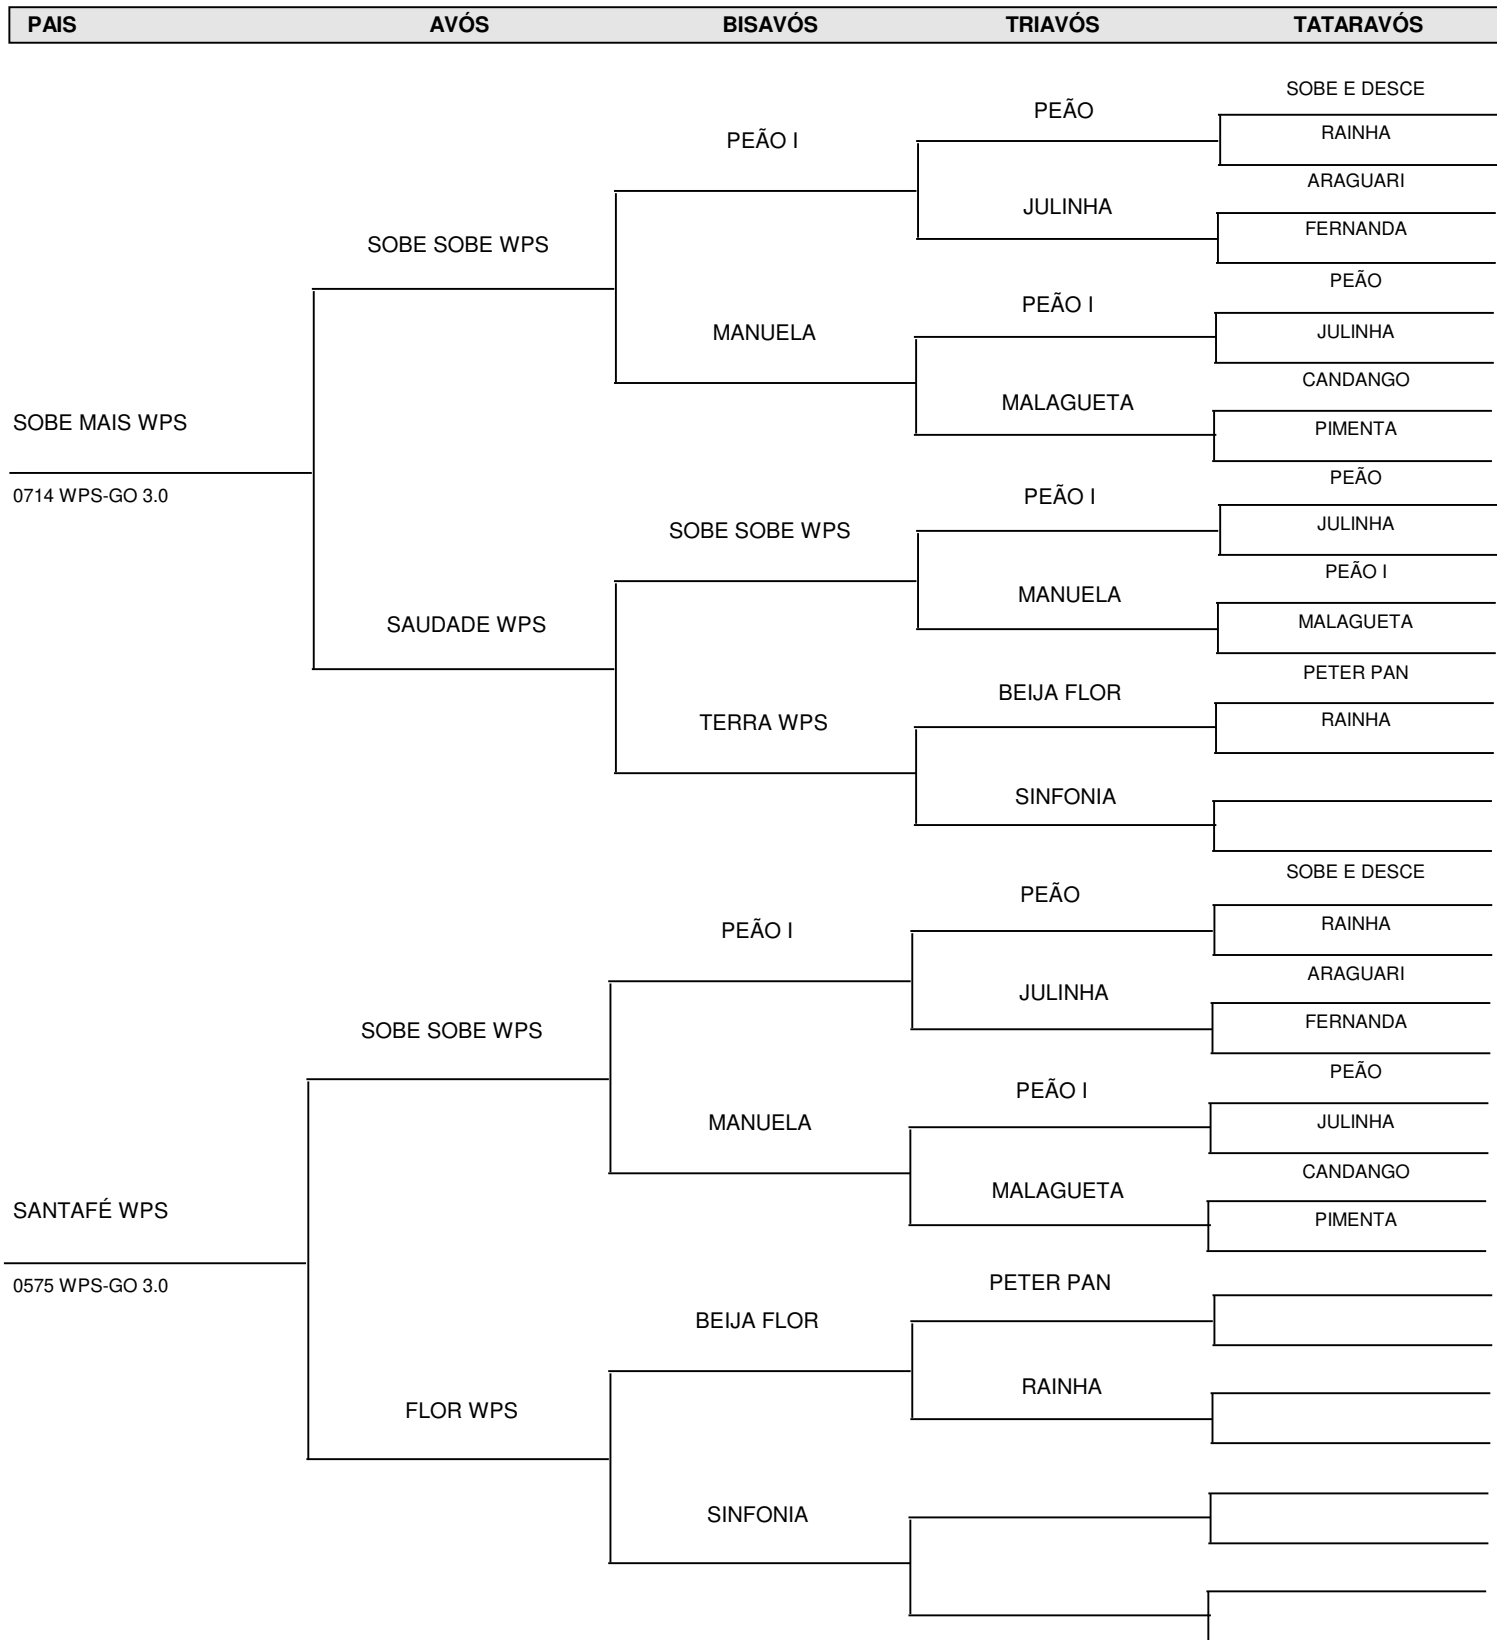 PAIS AVÓS BISAVÓS TRIAVÓS TATARAVÓS
SOBE E DESCE
PEÃO
RAINHA
PEÃO I
ARAGUARI
JULINHA
FERNANDA
SOBE SOBE WPS
PEÃO
PEÃO I
JULINHA
MANUELA
CANDANGO
MALAGUETA
SOBE MAIS WPS
PIMENTA
PEÃO
0714 WPS-GO 3.0
PEÃO I
JULINHA
SOBE SOBE WPS
PEÃO I
MANUELA
MALAGUETA
SAUDADE WPS
PETER PAN
BEIJA FLOR
RAINHA
TERRA WPS
SINFONIA
SOBE E DESCE
PEÃO
RAINHA
PEÃO I
ARAGUARI
JULINHA
FERNANDA
SOBE SOBE WPS
PEÃO
PEÃO I
JULINHA
MANUELA
CANDANGO
MALAGUETA
SANTAFÉ WPS
PIMENTA
0575 WPS-GO 3.0
PETER PAN
BEIJA FLOR
RAINHA
FLOR WPS
SINFONIA